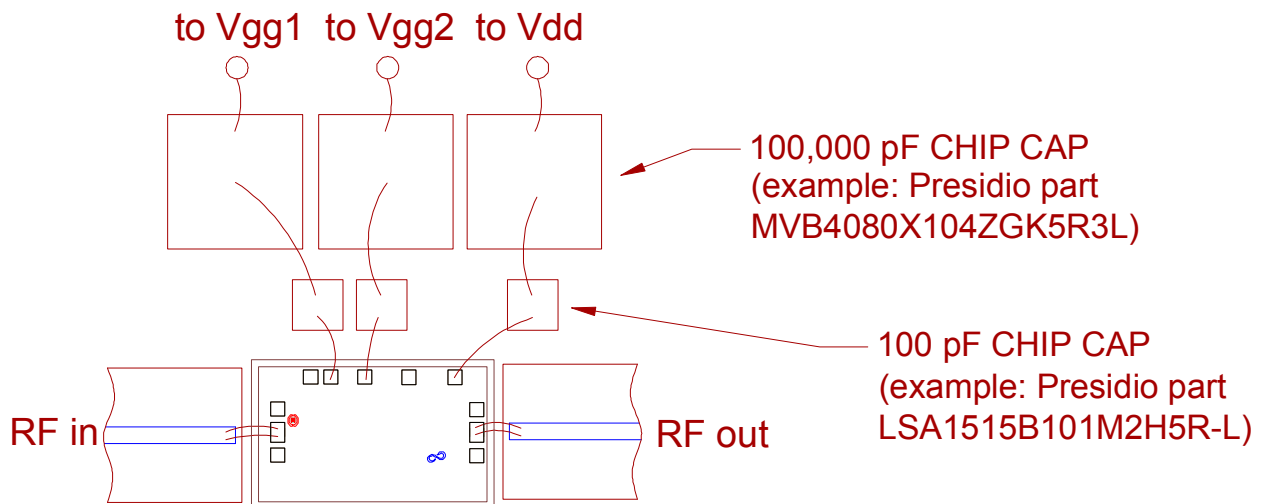 to Vgg1 to Vgg2 to Vdd
100,000 pF CHIP CAP
(example: Presidio part
MVB4080X104ZGK5R3L)
100 pF CHIP CAP
(example: Presidio part
LSA1515B101M2H5R-L)
RF in
RF out